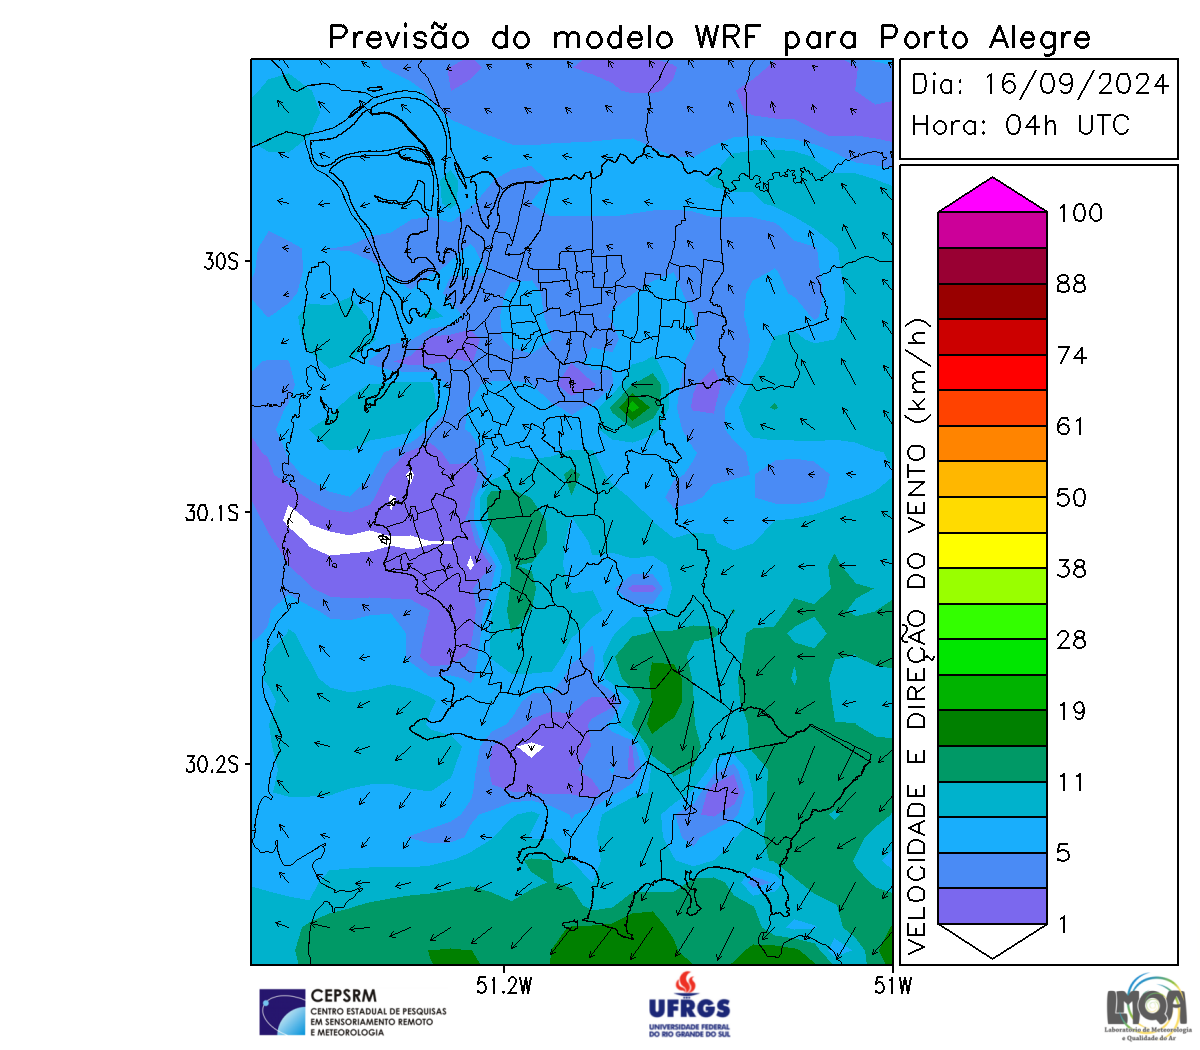 Previsão do modelo WRF para Porto Alegre
Dia: 16/09/2024
Hora: 04h UTC
30S
30.1S
30.2S
51.2W
51W
VELOCIDADE E DIREÇÃO DO VENTO (km/h)
100
88
74
61
50
38
28
19
11
5
1
CEPSRM
CENTRO ESTADUAL DE PESQUISAS
EM SENSORIAMENTO REMOTO
E METEOROLOGIA
UFRGS
UNIVERSIDADE FEDERAL
DO RIO GRANDE DO SUL
LMQA
Laboratório de Meteorologia
e Qualidade do Ar